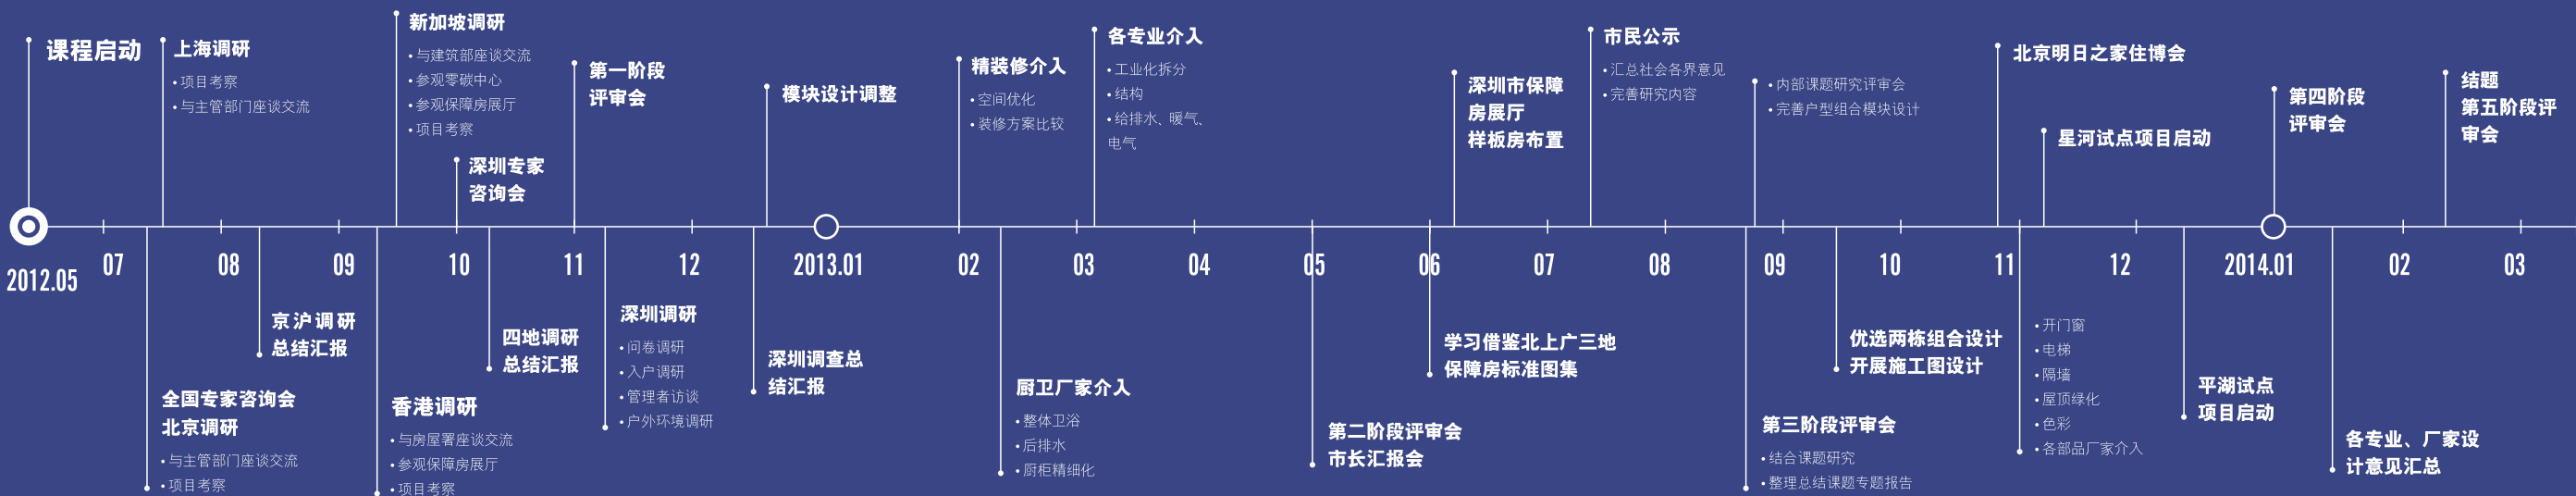 课程启动
上海调研
• 项目考察
• 与主管部门座谈交流
新加坡调研
• 与建筑部座谈交流
• 参观零碳中心
• 参观保障房展厅
• 项目考察
深圳专家
咨询会
第一阶段
评审会
模块设计调整
精装修介入
• 空间优化
• 装修方案比较
各专业介入
• 工业化拆分
• 结构
• 给排水、暖气、
电气
深圳市保障
房展厅
样板房布置
市民公示
• 汇总社会各界意见
• 完善研究内容
• 内部课题研究评审会
• 完善户型组合模块设计
北京明日之家住博会
星河试点项目启动
第四阶段
评审会
结题
第五阶段评
审会
2012.05
07
08
09
10
11
12
2013.01
02
03
04
05
06
07
08
09
10
11
12
2014.01
02
03
全国专家咨询会
北京调研
• 与主管部门座谈交流
• 项目考察
京沪调研
总结汇报
香港调研
• 与房屋署座谈交流
• 参观保障房展厅
• 项目考察
四地调研
总结汇报
深圳调研
• 问卷调研
• 入户调研
• 管理者访谈
• 户外环境调研
深圳调查总
结汇报
厨卫厂家介入
• 整体卫浴
• 后排水
• 厨柜精细化
第二阶段评审会
市长汇报会
学习借鉴北上广三地
保障房标准图集
第三阶段评审会
• 结合课题研究
• 整理总结课题专题报告
优选两栋组合设计
开展施工图设计
• 开门窗
• 电梯
• 隔墙
• 屋顶绿化
• 色彩
• 各部品厂家介入
平湖试点
项目启动
各专业、厂家设
计意见汇总